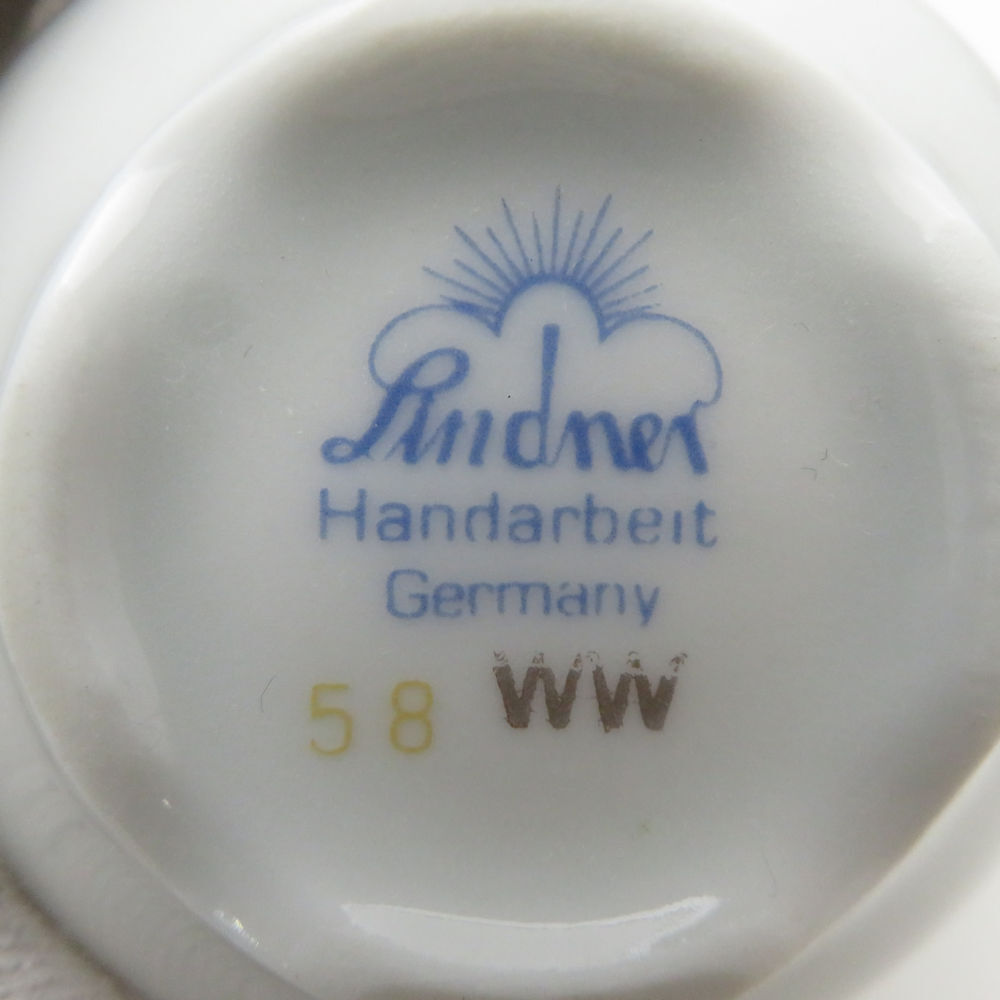 Lindner
Handarbeit
Germany
58 WW